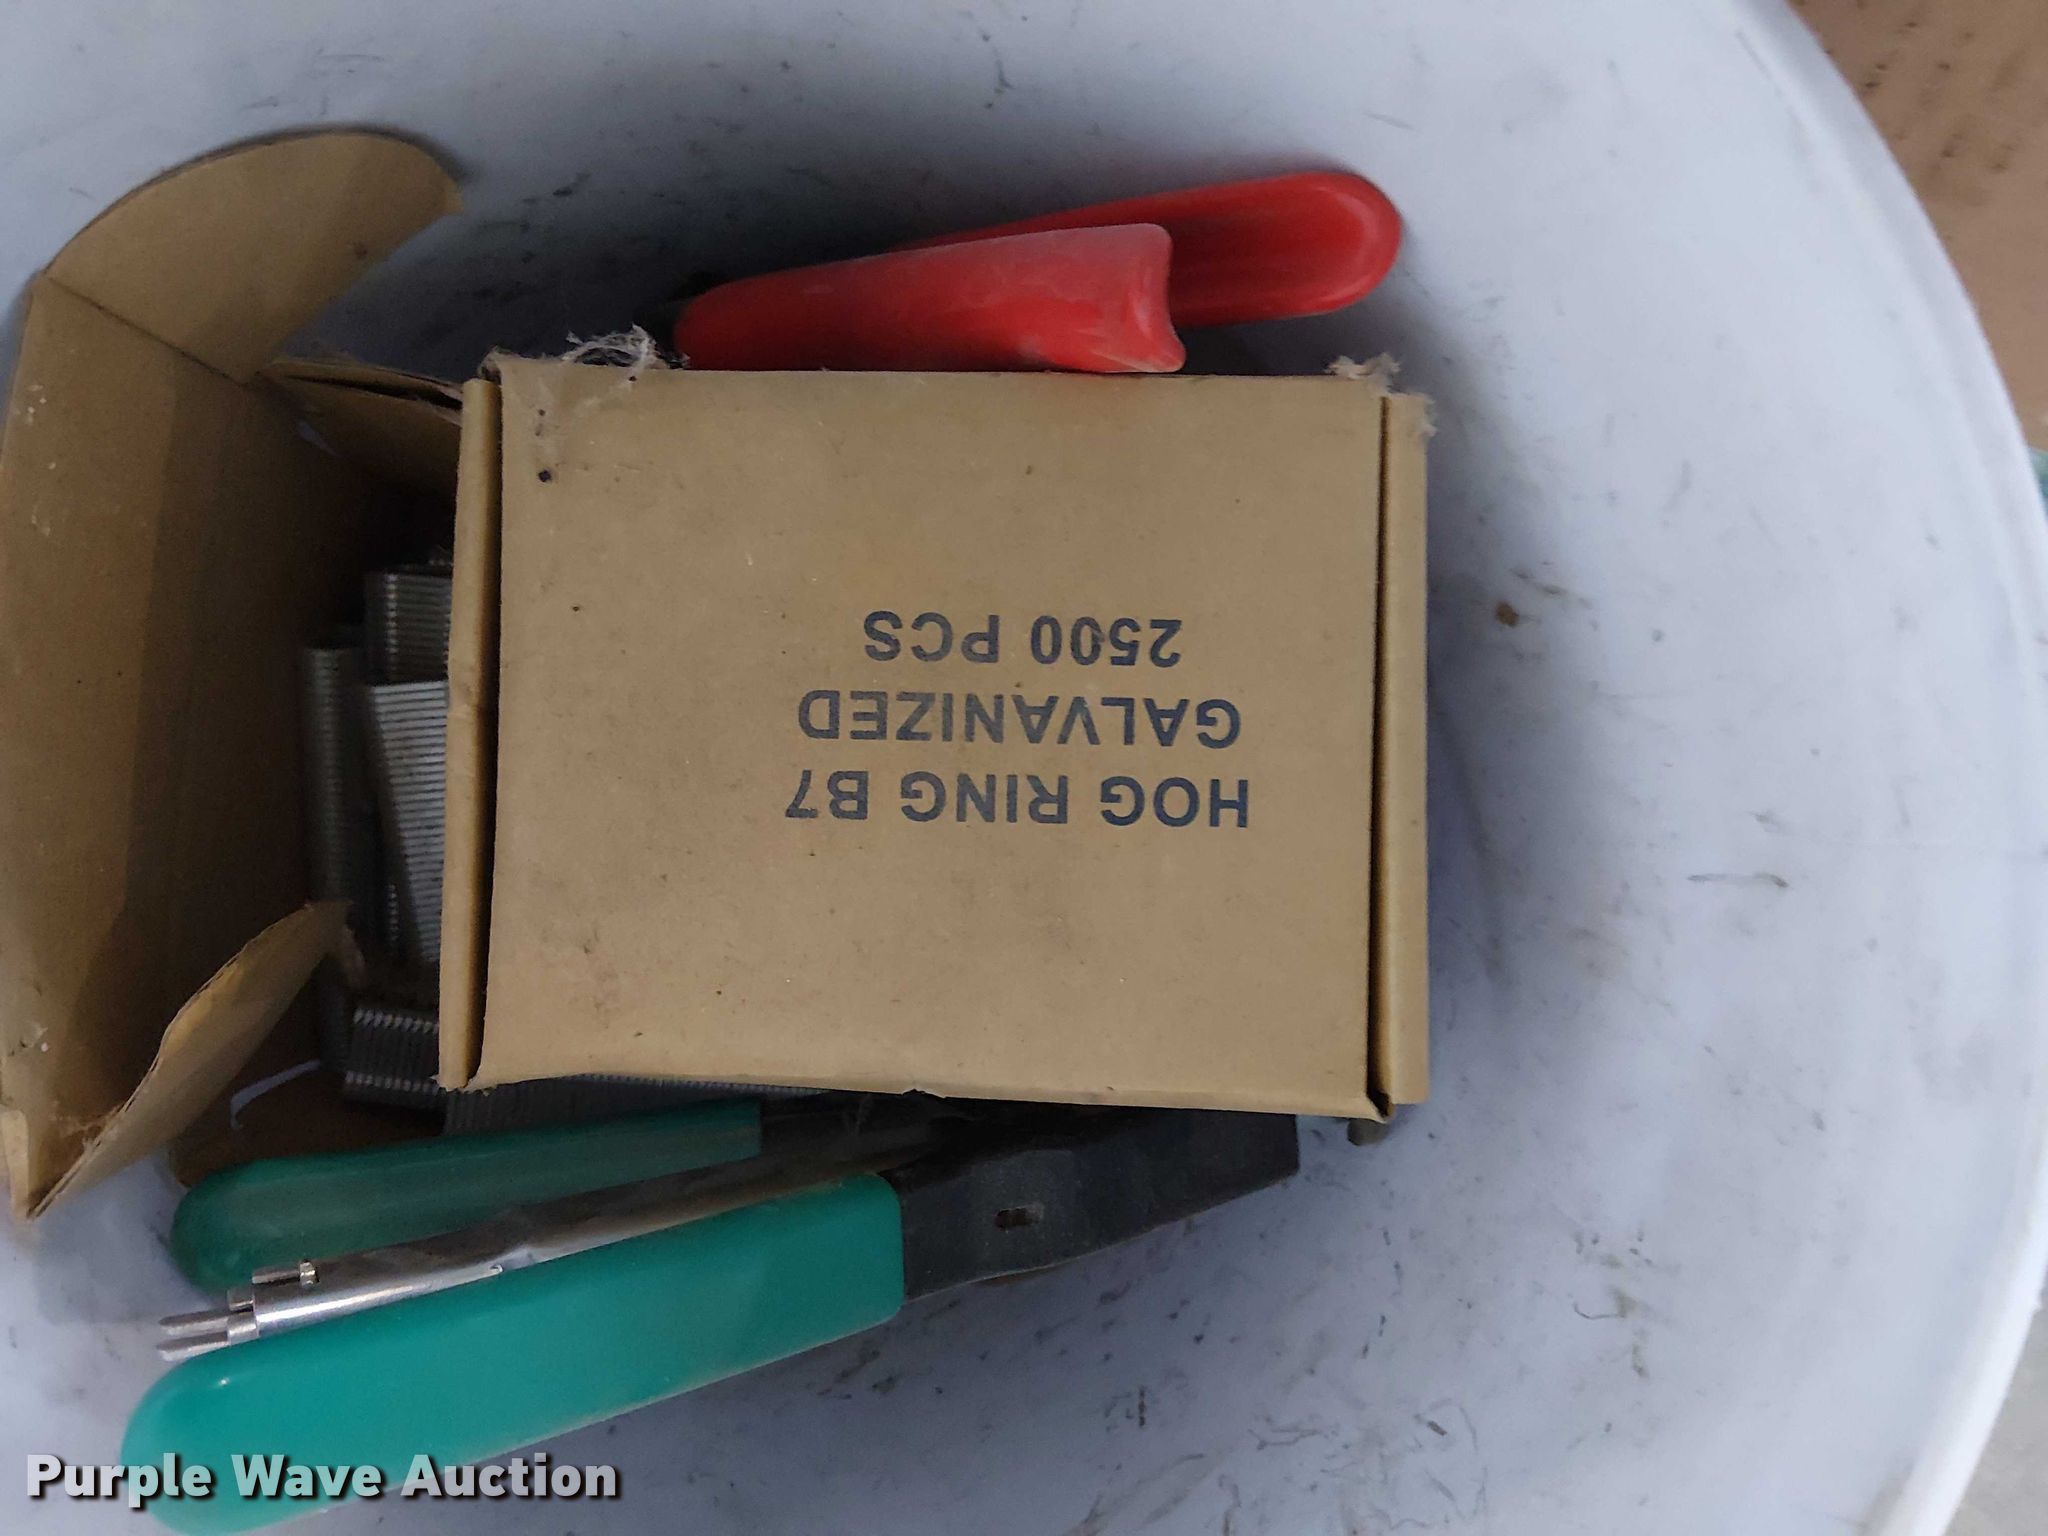 HOG RING B7
GALVANIZED
2500 PCS
Purple Wave Auction